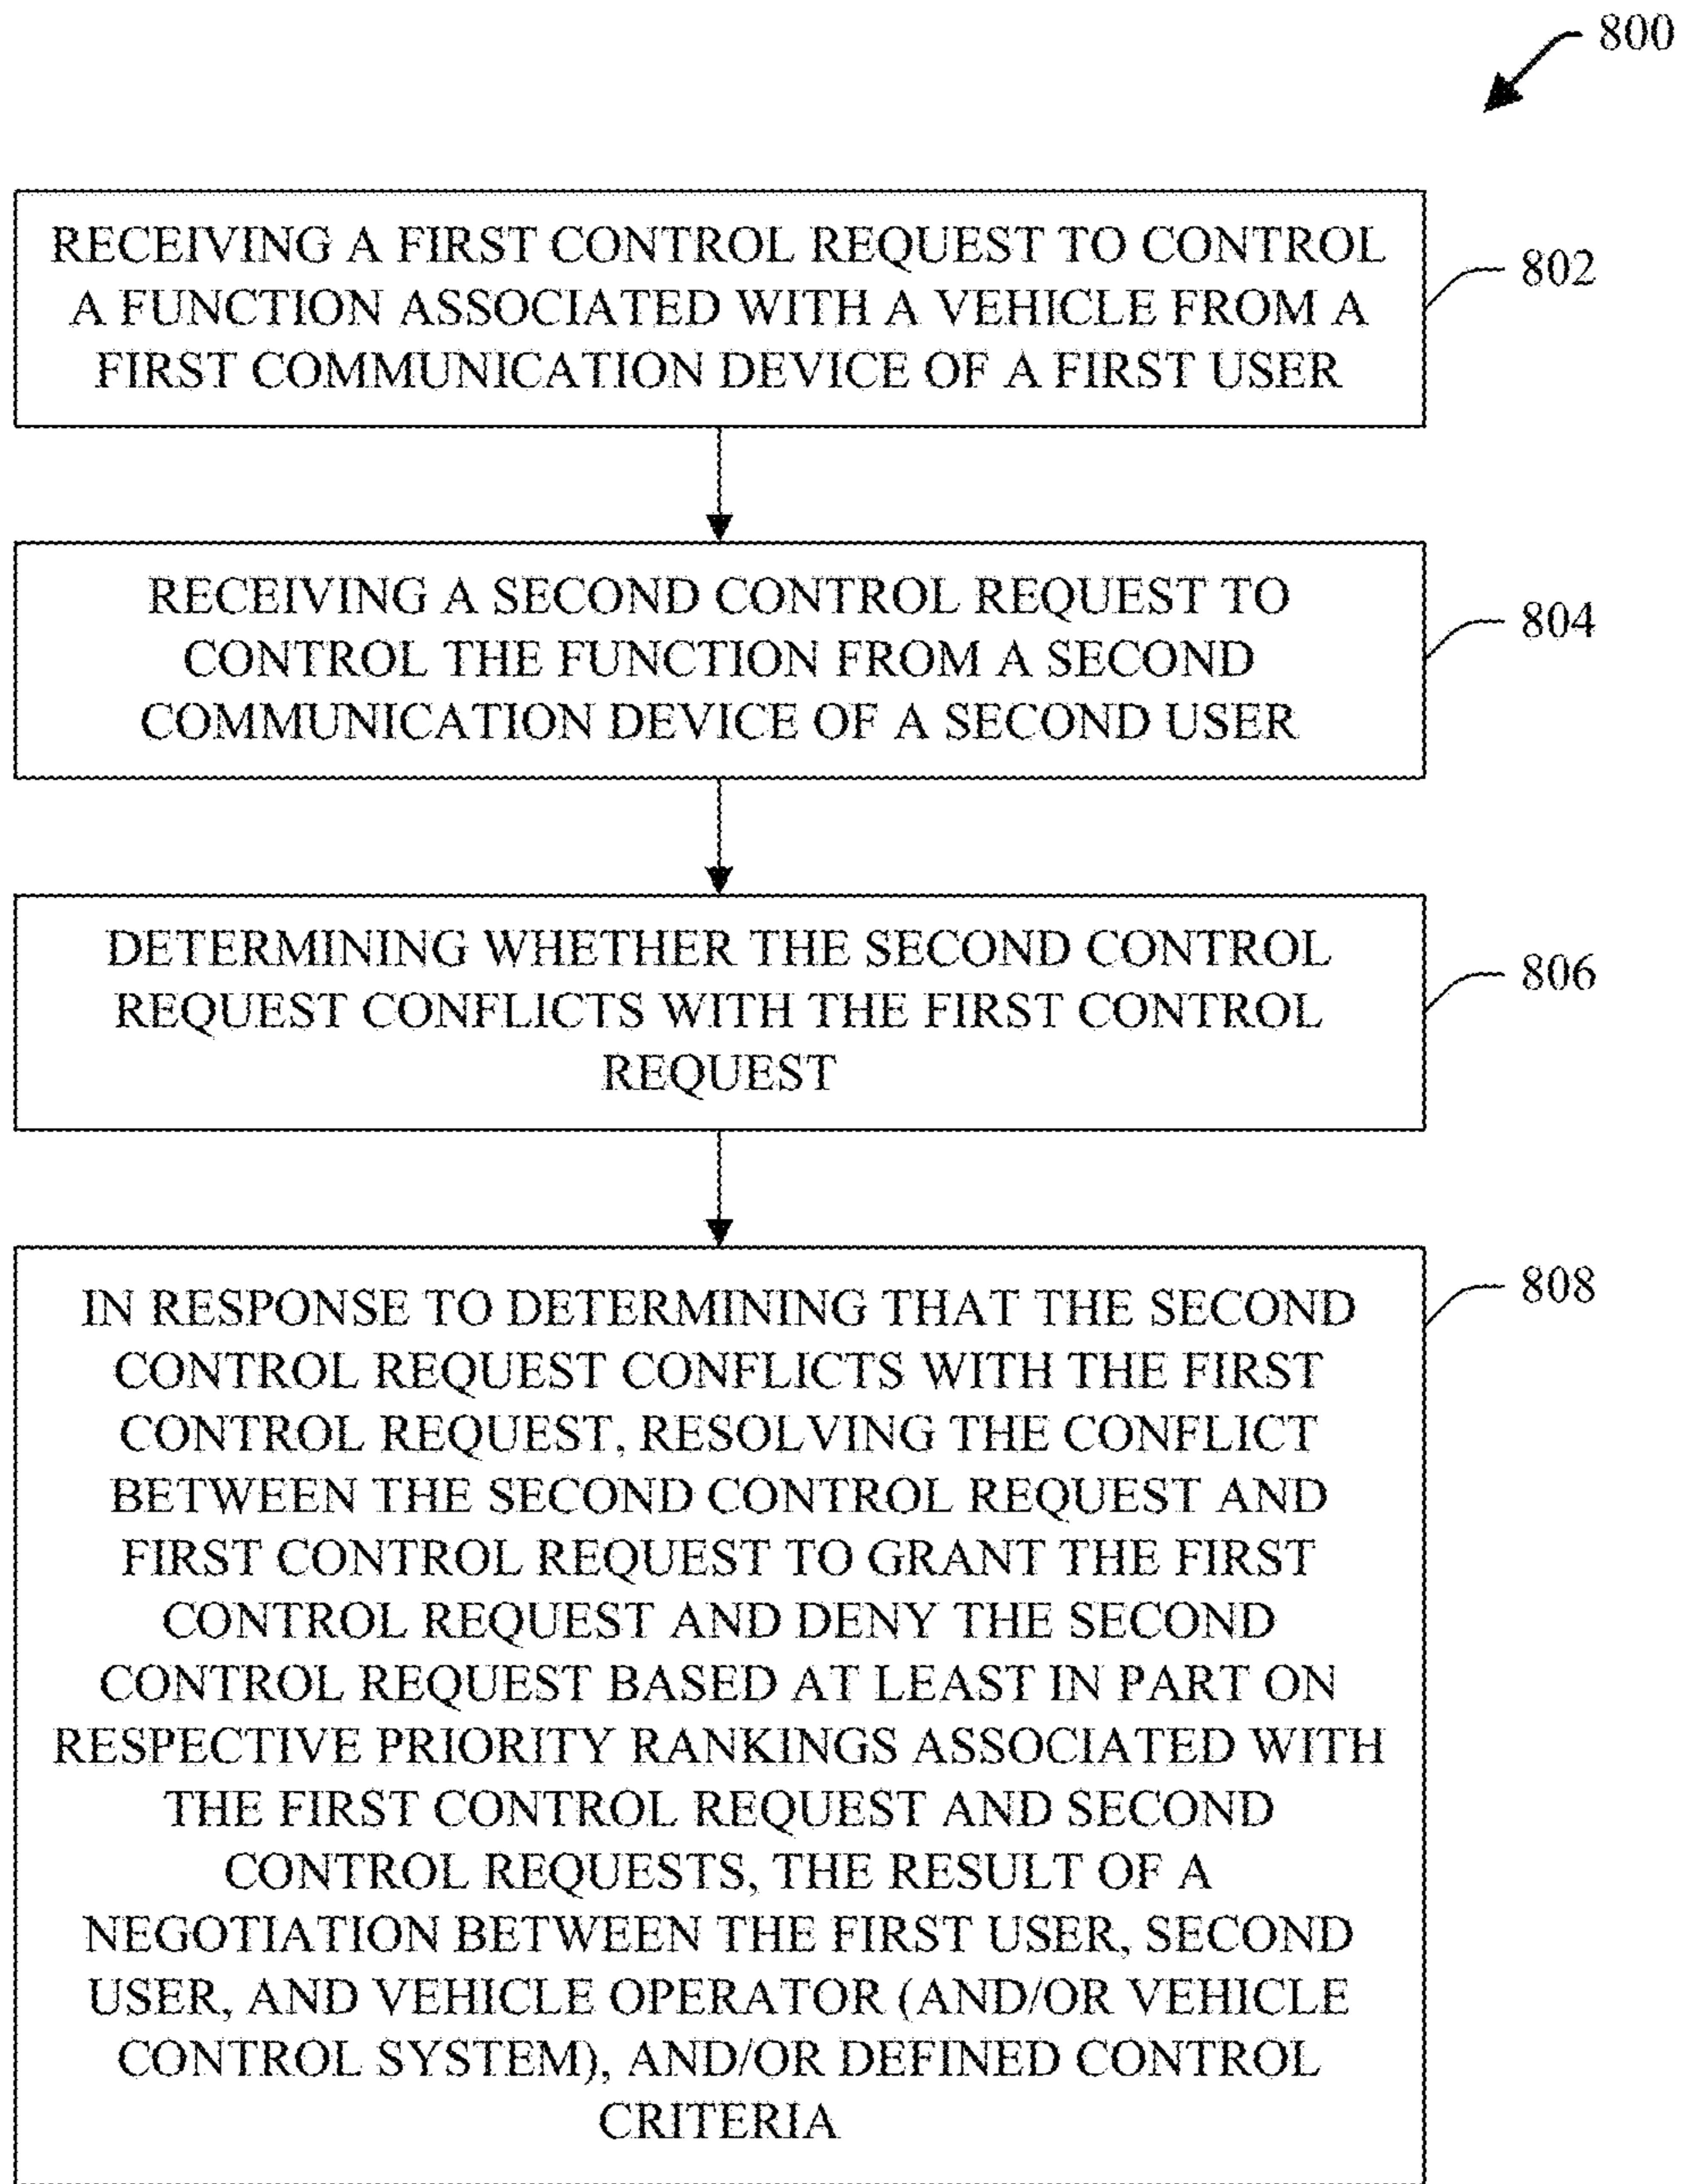 800
RECEIVING A FIRST CONTROL REQUEST TO CONTROL
A FUNCTION ASSOCIATED WITH A VEHICLE FROM A
FIRST COMMUNICATION DEVICE OF A FIRST USER
802
RECEIVING A SECOND CONTROL REQUEST TO
CONTROL THE FUNCTION FROM A SECOND
COMMUNICATION DEVICE OF A SECOND USER
804
DETERMINING WHETHER THE SECOND CONTROL
REQUEST CONFLICTS WITH THE FIRST CONTROL
REQUEST
806
IN RESPONSE TO DETERMINING THAT THE SECOND
CONTROL REQUEST CONFLICTS WITH THE FIRST
CONTROL REQUEST, RESOLVING THE CONFLICT
BETWEEN THE SECOND CONTROL REQUEST AND
FIRST CONTROL REQUEST TO GRANT THE FIRST
CONTROL REQUEST AND DENY THE SECOND
CONTROL REQUEST BASED AT LEAST IN PART ON
RESPECTIVE PRIORITY RANKINGS ASSOCIATED WITH
THE FIRST CONTROL REQUEST AND SECOND
CONTROL REQUESTS, THE RESULT OF A
NEGOTIATION BETWEEN THE FIRST USER, SECOND
USER, AND VEHICLE OPERATOR (AND/OR VEHICLE
CONTROL SYSTEM), AND/OR DEFINED CONTROL
CRITERIA
808